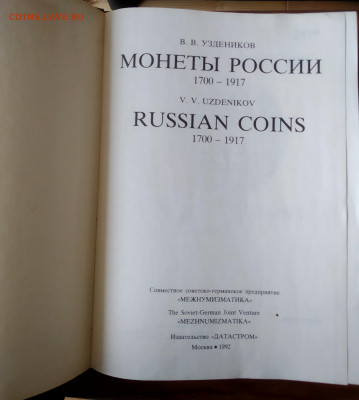 В. В. УЗДЕНИКОВ
МОНЕТЫ РОССИИ
1700 – 1917
V. V. UZDENIKOV
RUSSIAN COINS
1700 – 1917
Совместное советско-германское предприятие
«МЕЖНУМИЗМАТИКА»
The Soviet-German Joint Venture
«MEZHNUMIZMATIKA»
Издательство «ДАТАСТРОМ»
Москва • 1992